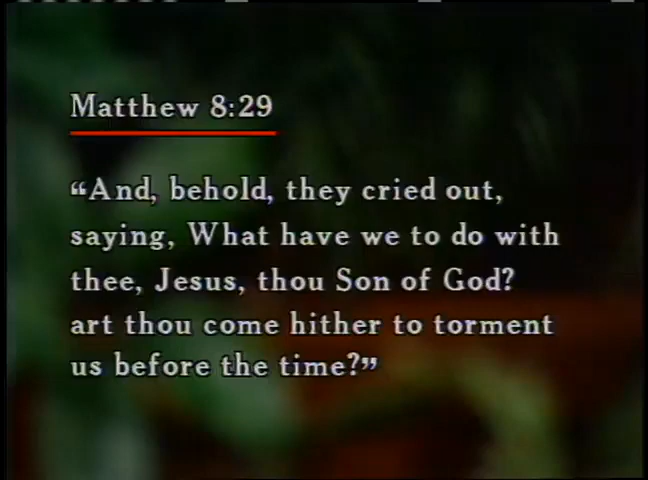 Matthew 8:29
“And, behold, they cried out,
saying, What have we to do with
thee, Jesus, thou Son of God?
art thou come hither to torment
us before the time?”